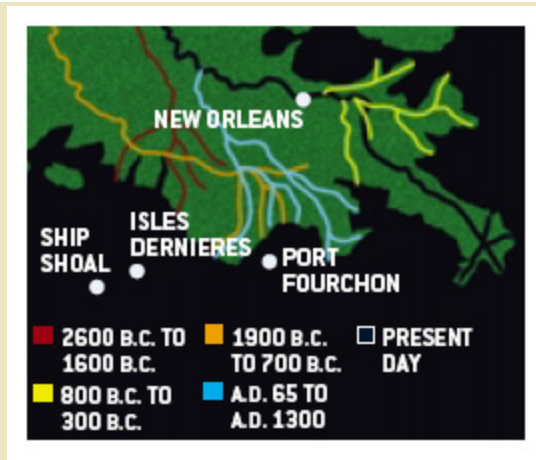 NEW ORLEANS
ISLES
DERNIERES
SHIP
SHOAL
PORT
FOURCHON
2600 B.C. TO
1600 B.C.
1900 B.C.
TO 700 B.C.
PRESENT
DAY
800 B.C. TO
300 B.C.
A.D. 65 TO
A.D. 1300